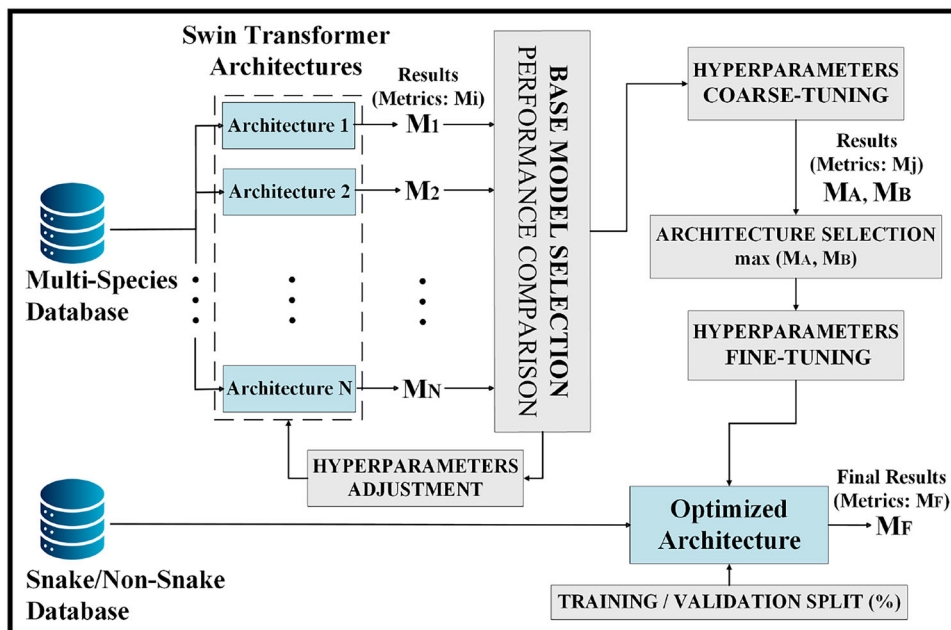 Swin Transformer
Architectures
Results
(Metrics: Mi)
Architecture 1
M1
Architecture 2
M2
Architecture N
MN
Multi-Species
Database
BASE MODEL SELECTION
PERFORMANCE COMPARISON
HYPERPARAMETERS
ADJUSTMENT
HYPERPARAMETERS
COARSE-TUNING
Results
(Metrics: Mj)
MA, MB
ARCHITECTURE SELECTION
max (MA, MB)
HYPERPARAMETERS
FINE-TUNING
Snake/Non-Snake
Database
Optimized
Architecture
Final Results
(Metrics: MF)
MF
TRAINING / VALIDATION SPLIT (%)